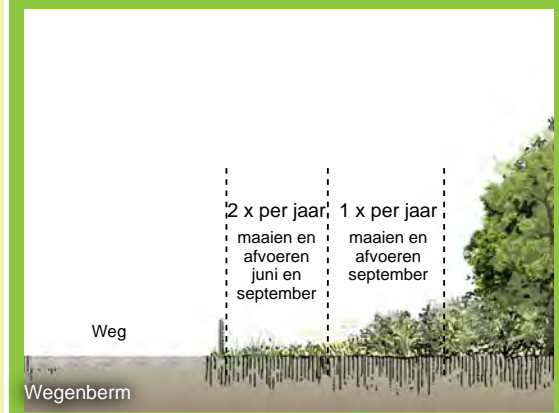 2 x per jaar
maaien en
afvoeren
juni en
september
1 x per jaar
maaien en
afvoeren
september
Weg
Wegenberm